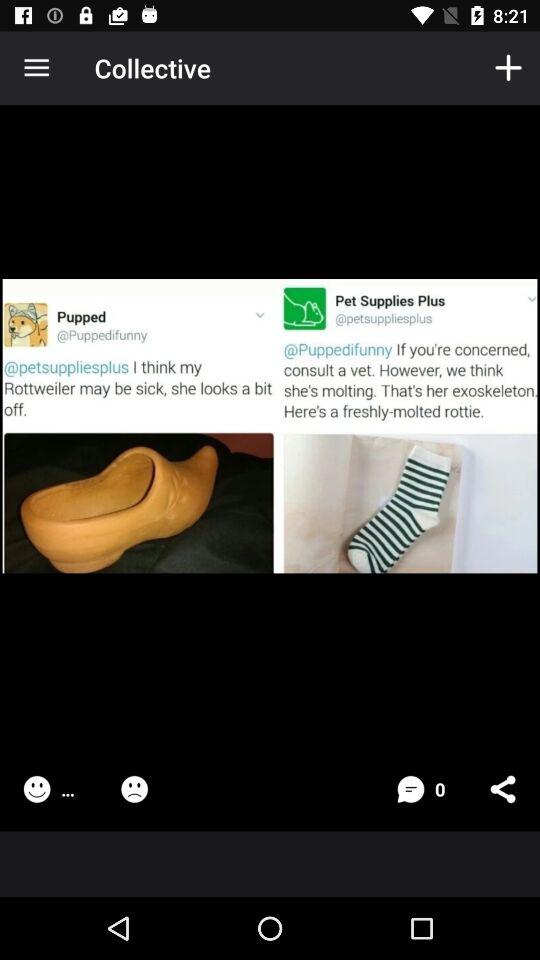 8:21
Collective
Pupped
@Puppedifunny
@petsuppliesplus I think my
Rottweiler may be sick, she looks a bit
off.
Pet Supplies Plus
@petsuppliesplus
@Puppedifunny If you're concerned,
consult a vet. However, we think
she's molting. That's her exoskeleton.
Here's a freshly-molted rottie.
...
0